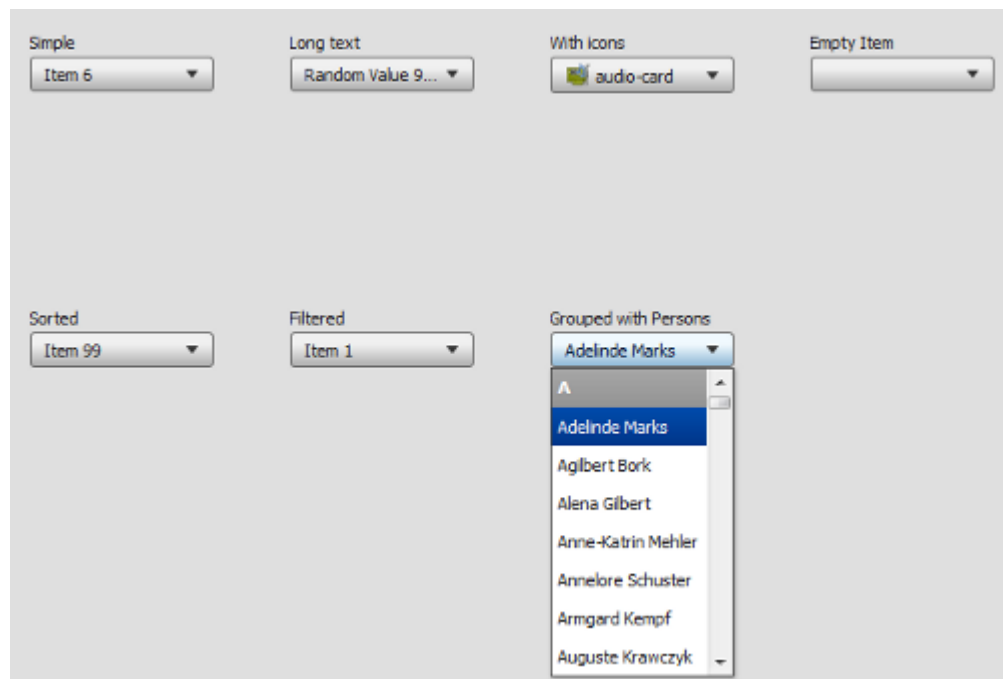 Simple
Long text
With icons
Empty Item
Item 6
Random Value 9...
audio-card
Sorted
Filtered
Grouped with Persons
Item 99
Item 1
Adelinde Marks
A
Adelinde Marks
Agilbert Bork
Alena Gilbert
Anne-Katrin Mehler
Annelore Schuster
Armgard Kempf
Auguste Krawczyk